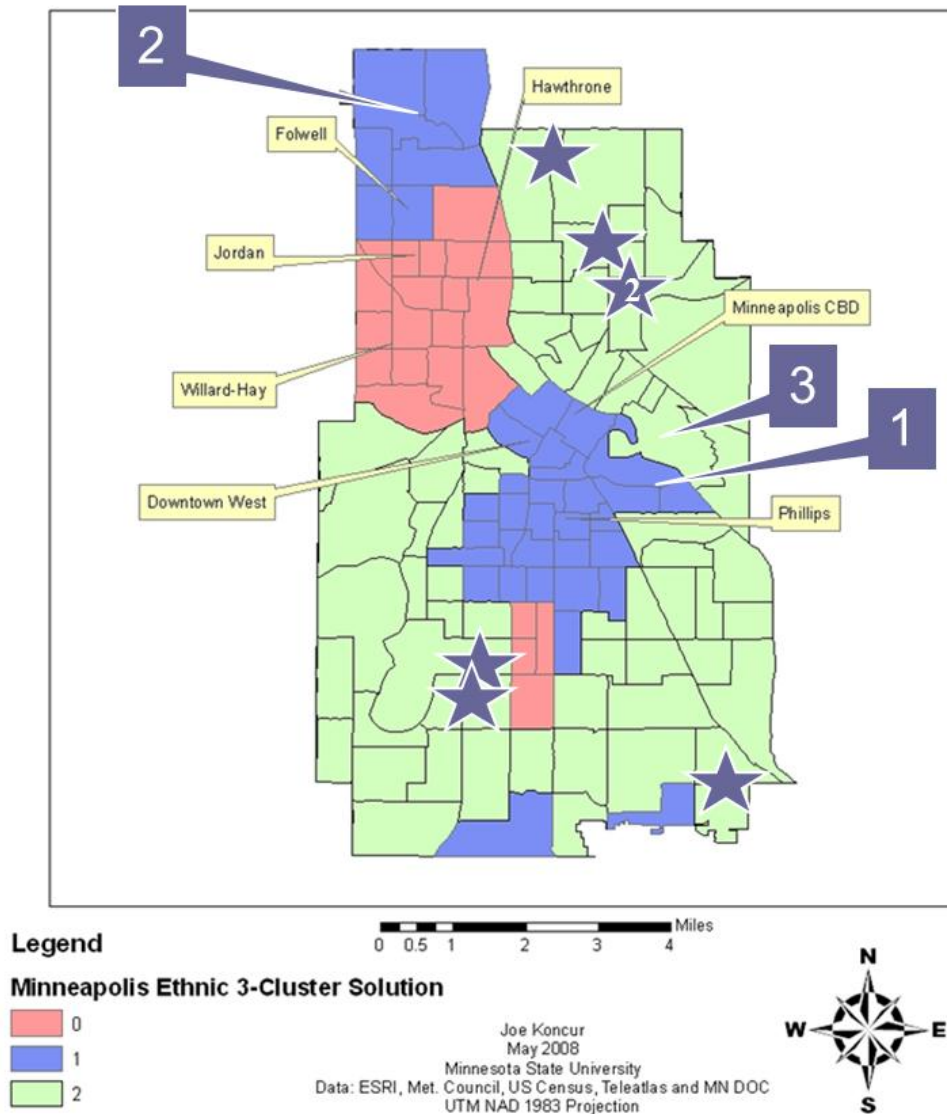 2
Hawthrone
Folwell
Jordan
2
Minneapolis CBD
Willard-Hay
3
1
Downtown West
Phillips
Miles
0 0.5 1 2 3 4
Legend
Minneapolis Ethnic 3-Cluster Solution
0
1
2
Joe Koncur
May 2008
Minnesota State University
Data: ESRI, Met. Council, US Census, Teleatlas and MN DOC
UTM NAD 1983 Projection
N
W E
S